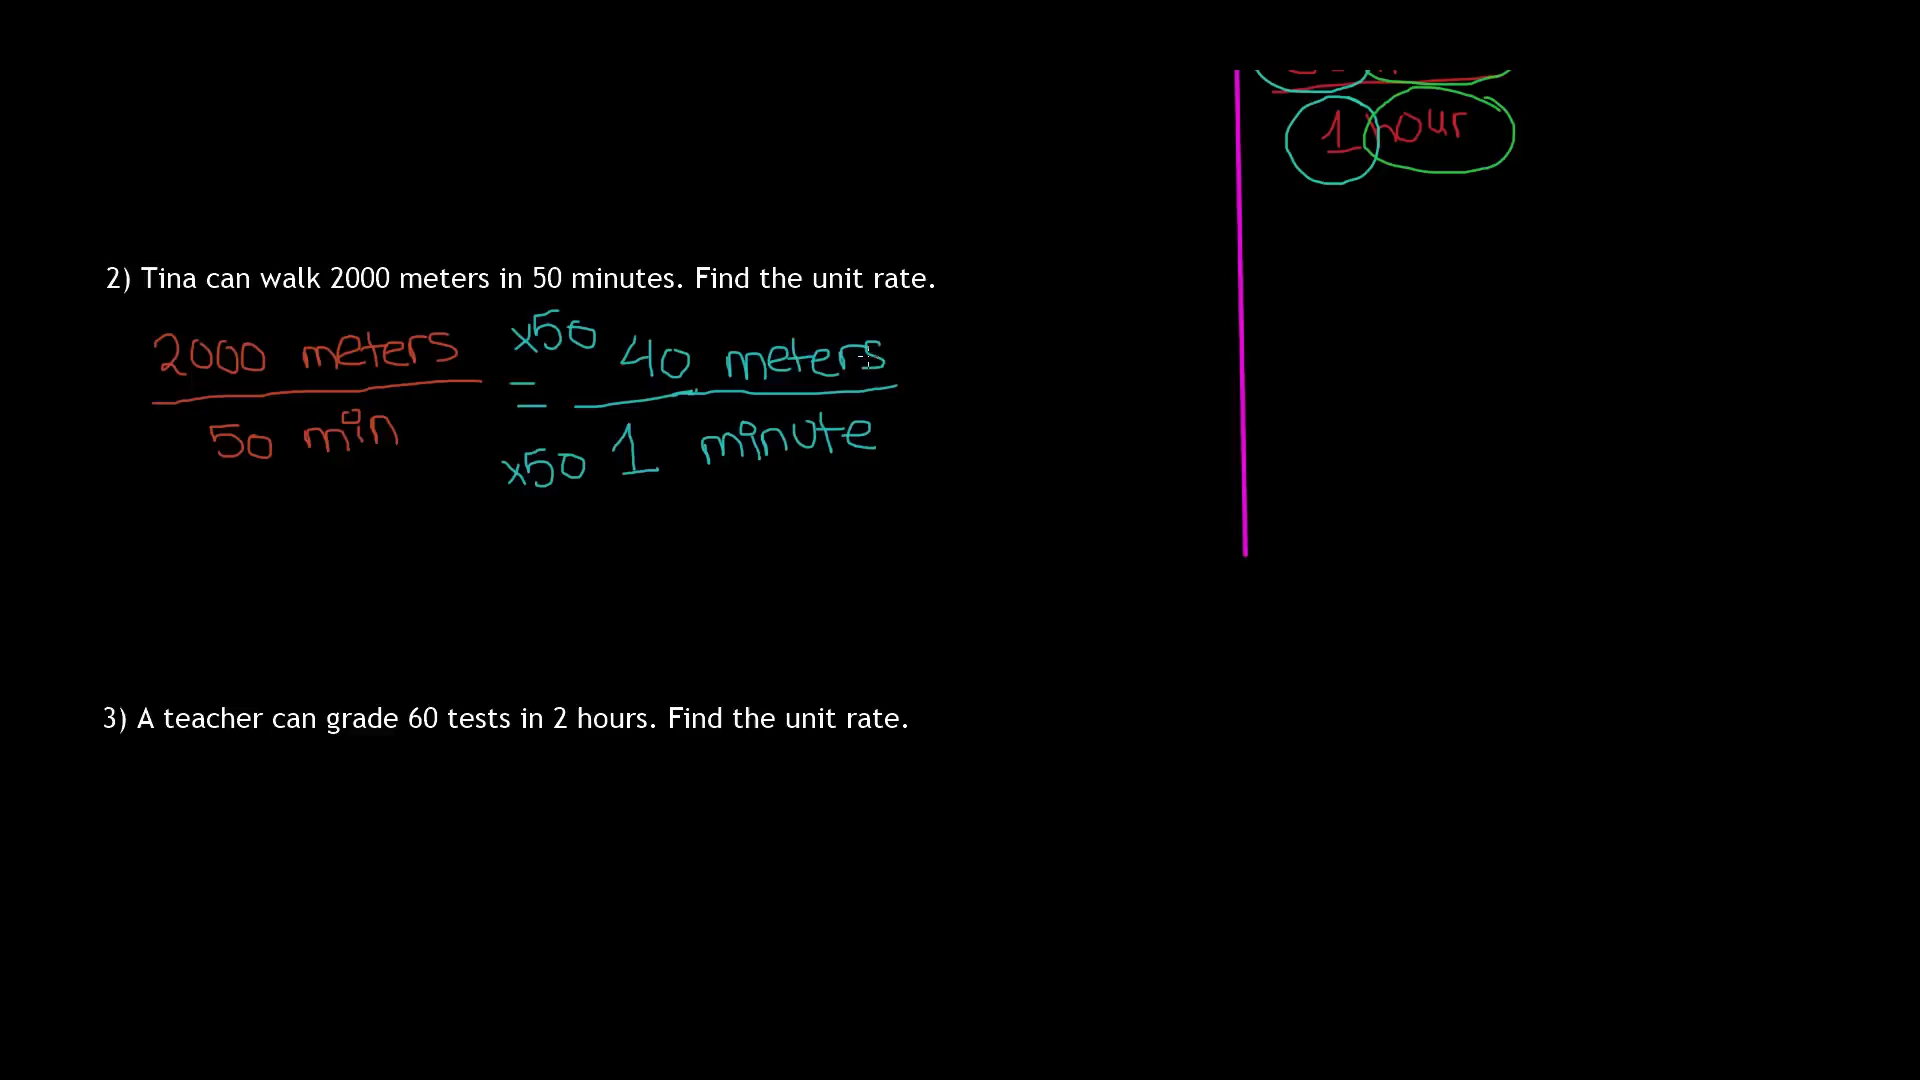 1 hour
2) Tina can walk 2000 meters in 50 minutes. Find the unit rate.
2000 meters
50 min
=
x50
x50
40 meters
1 minute
3) A teacher can grade 60 tests in 2 hours. Find the unit rate.